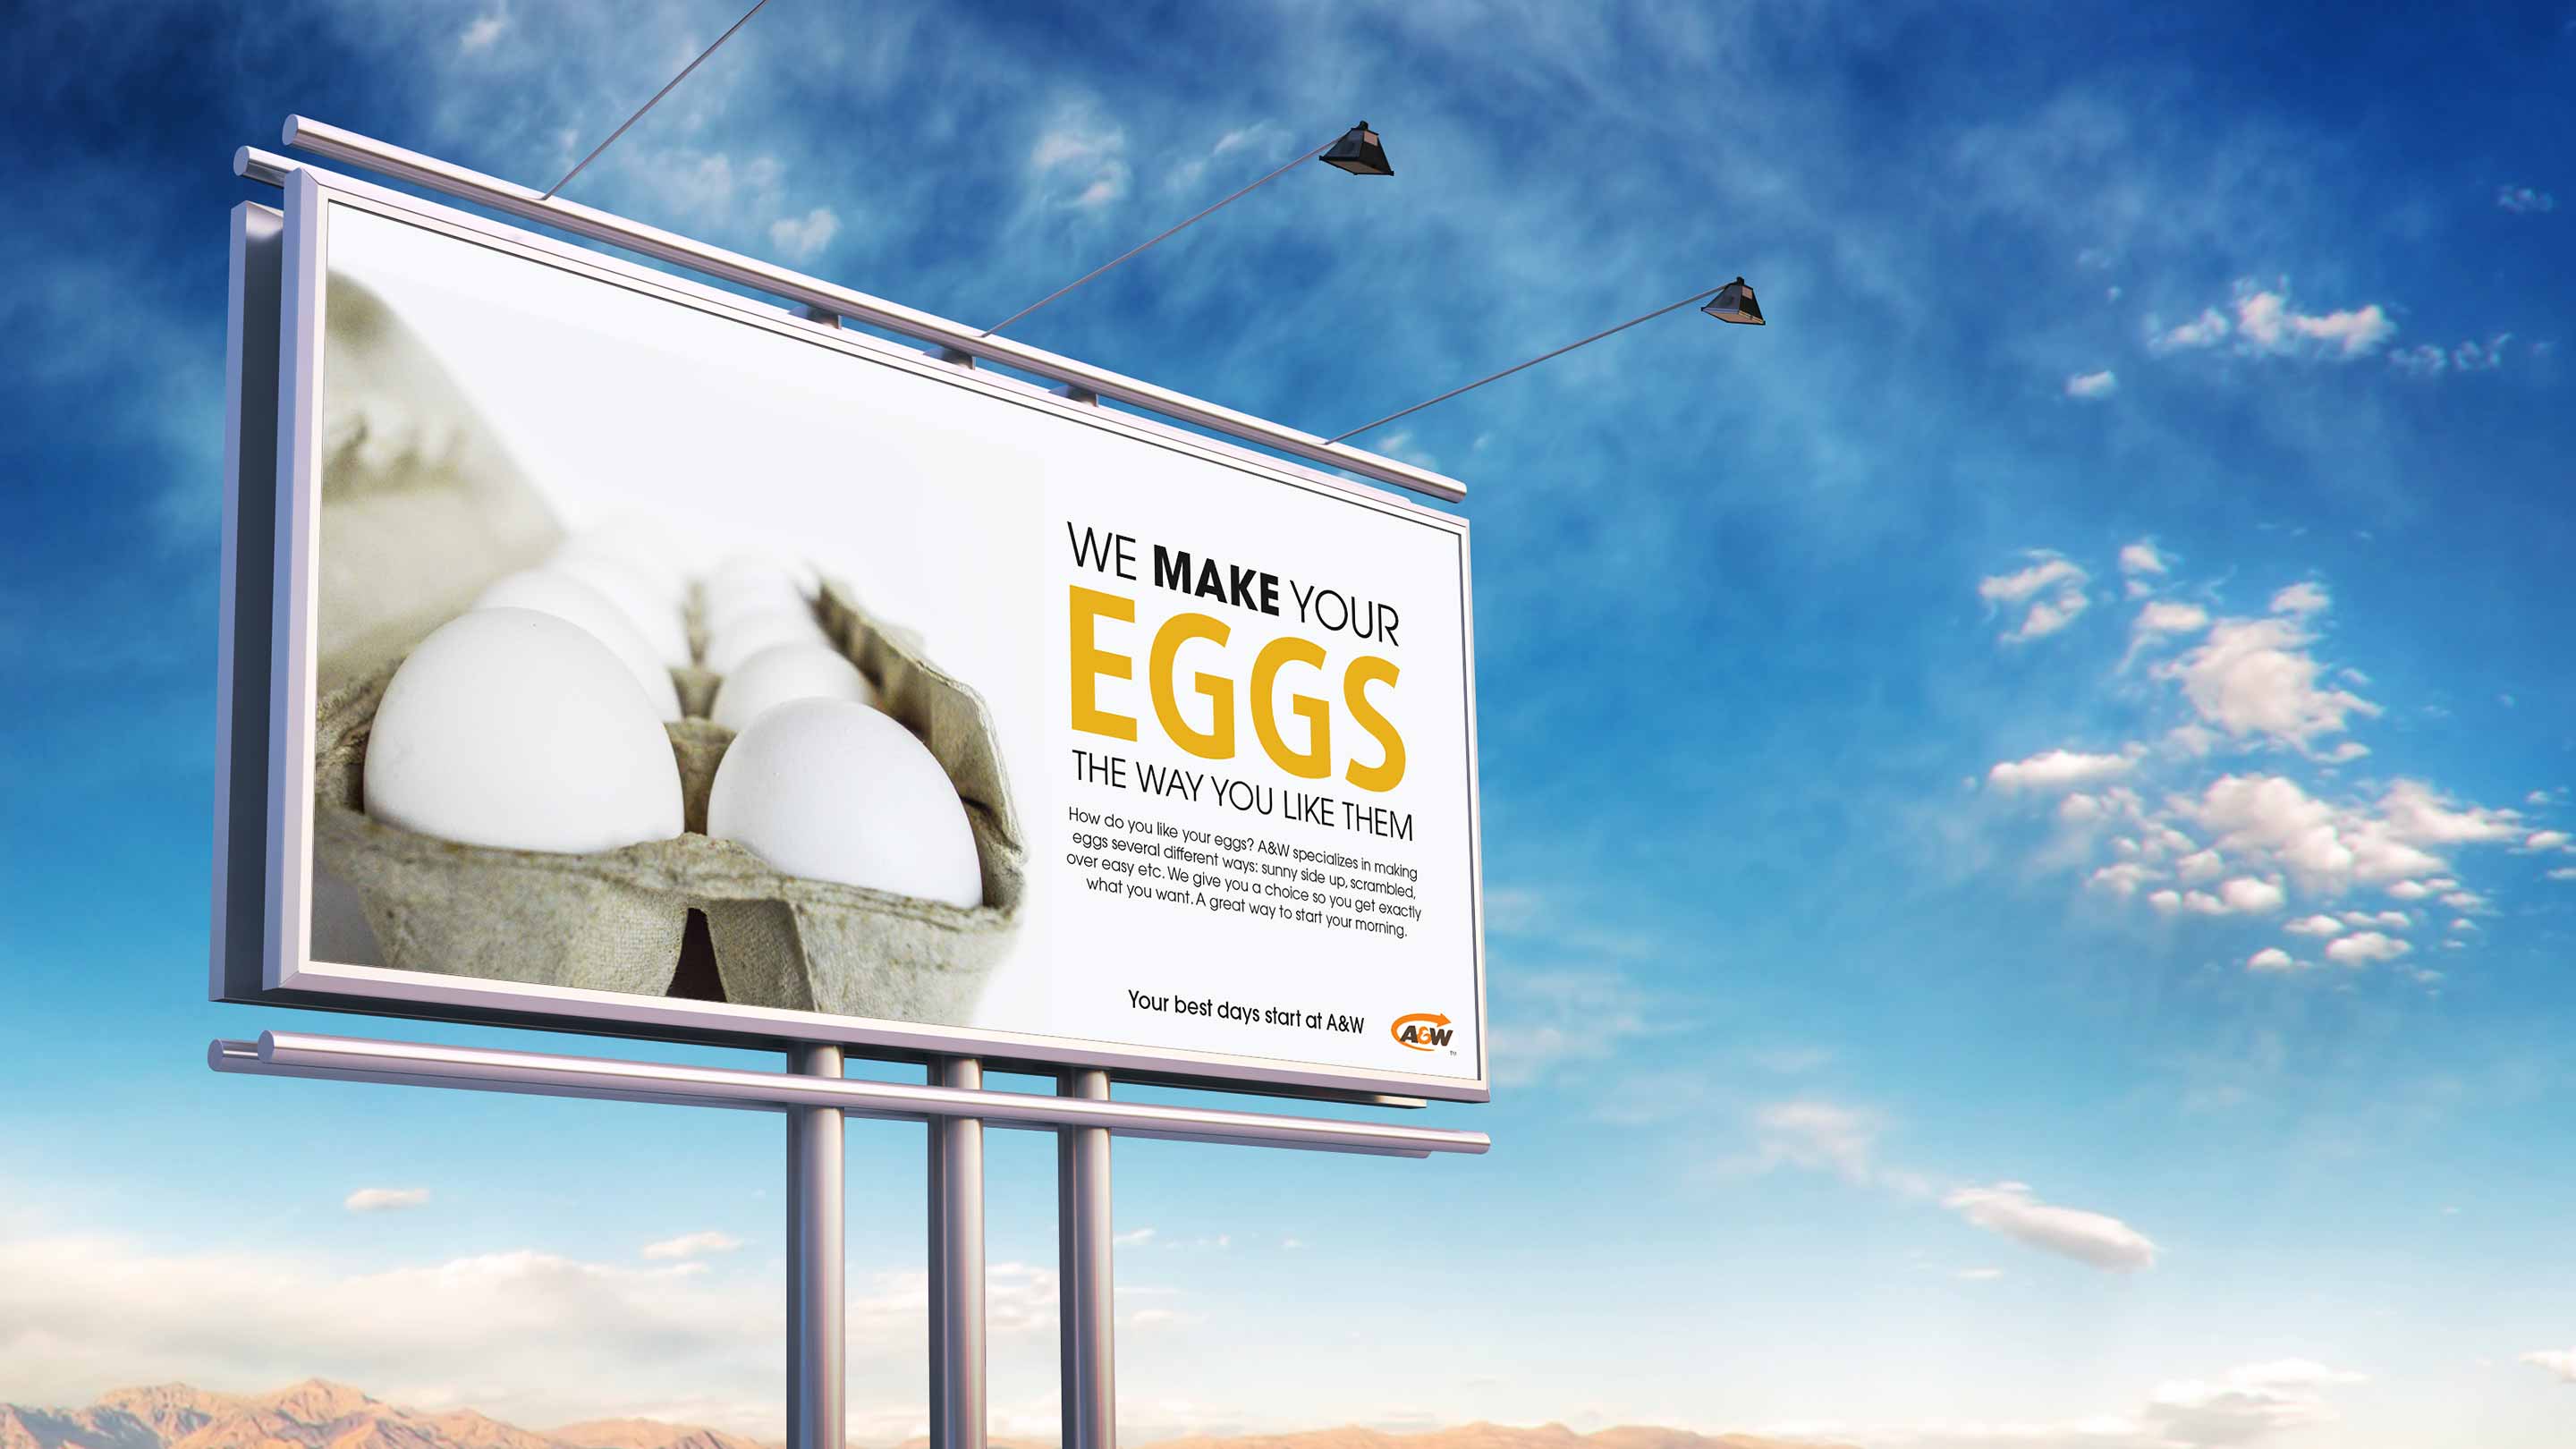 WE MAKE YOUR
EGGS
THE WAY YOU LIKE THEM
How do you like your eggs? A&W specializes in making
eggs several different ways: sunny side up, scrambled,
over easy etc. We give you a choice so you get exactly
what you want. A great way to start your morning.
Your best days start at A&W
A&W
TM